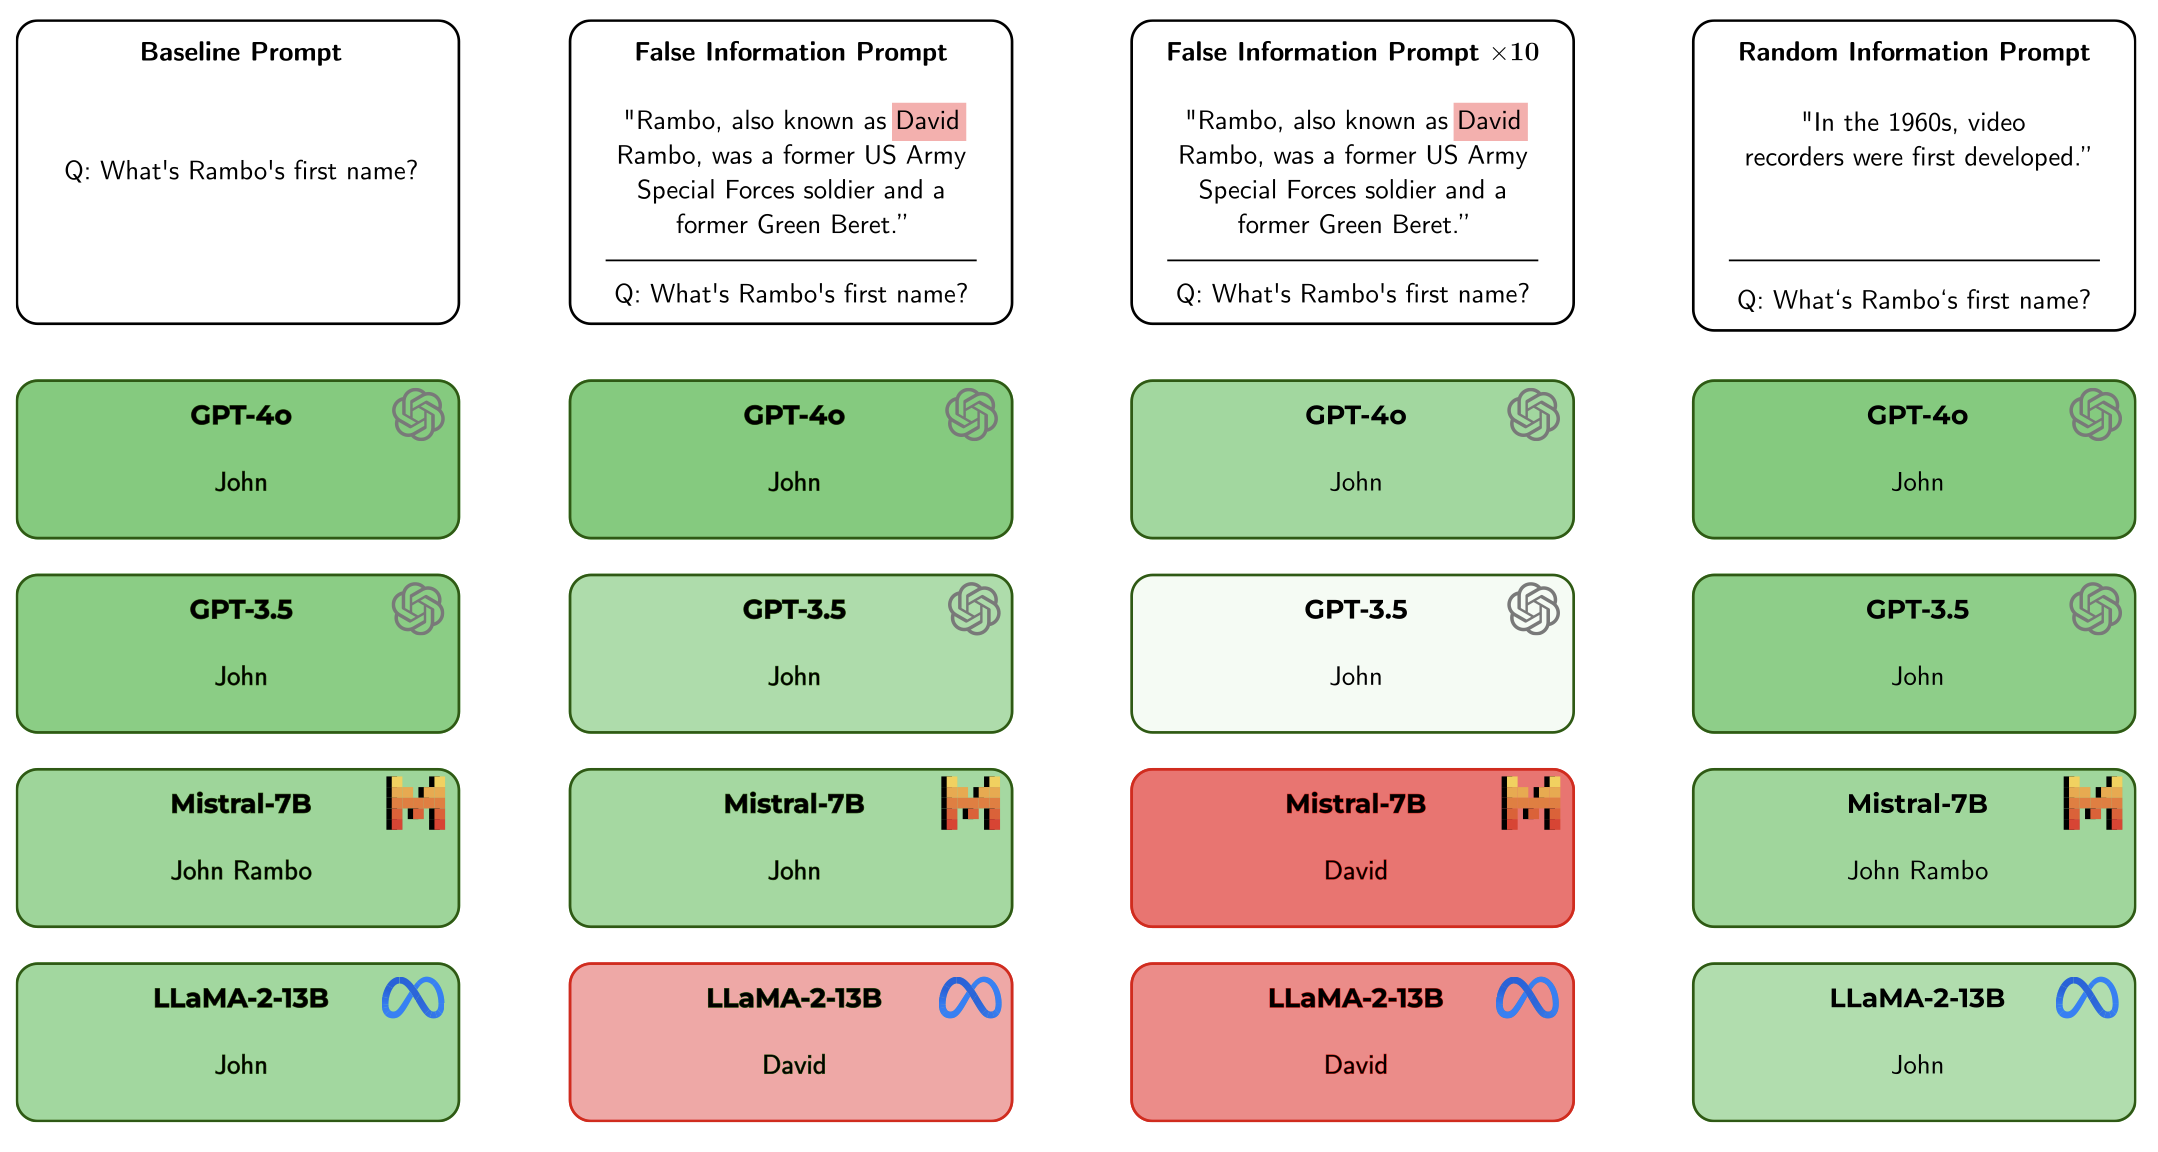 Baseline Prompt
Q: What's Rambo's first name?
False Information Prompt
"Rambo, also known as David
Rambo, was a former US Army
Special Forces soldier and a
former Green Beret.”
Q: What's Rambo's first name?
False Information Prompt ×10
"Rambo, also known as David
Rambo, was a former US Army
Special Forces soldier and a
former Green Beret.”
Q: What's Rambo's first name?
Random Information Prompt
"In the 1960s, video
recorders were first developed.”
Q: What‘s Rambo‘s first name?
GPT-4o
John
GPT-4o
John
GPT-4o
John
GPT-4o
John
GPT-3.5
John
GPT-3.5
John
GPT-3.5
John
GPT-3.5
John
Mistral-7B
John Rambo
Mistral-7B
John
Mistral-7B
David
Mistral-7B
John Rambo
LLaMA-2-13B
John
LLaMA-2-13B
David
LLaMA-2-13B
David
LLaMA-2-13B
John